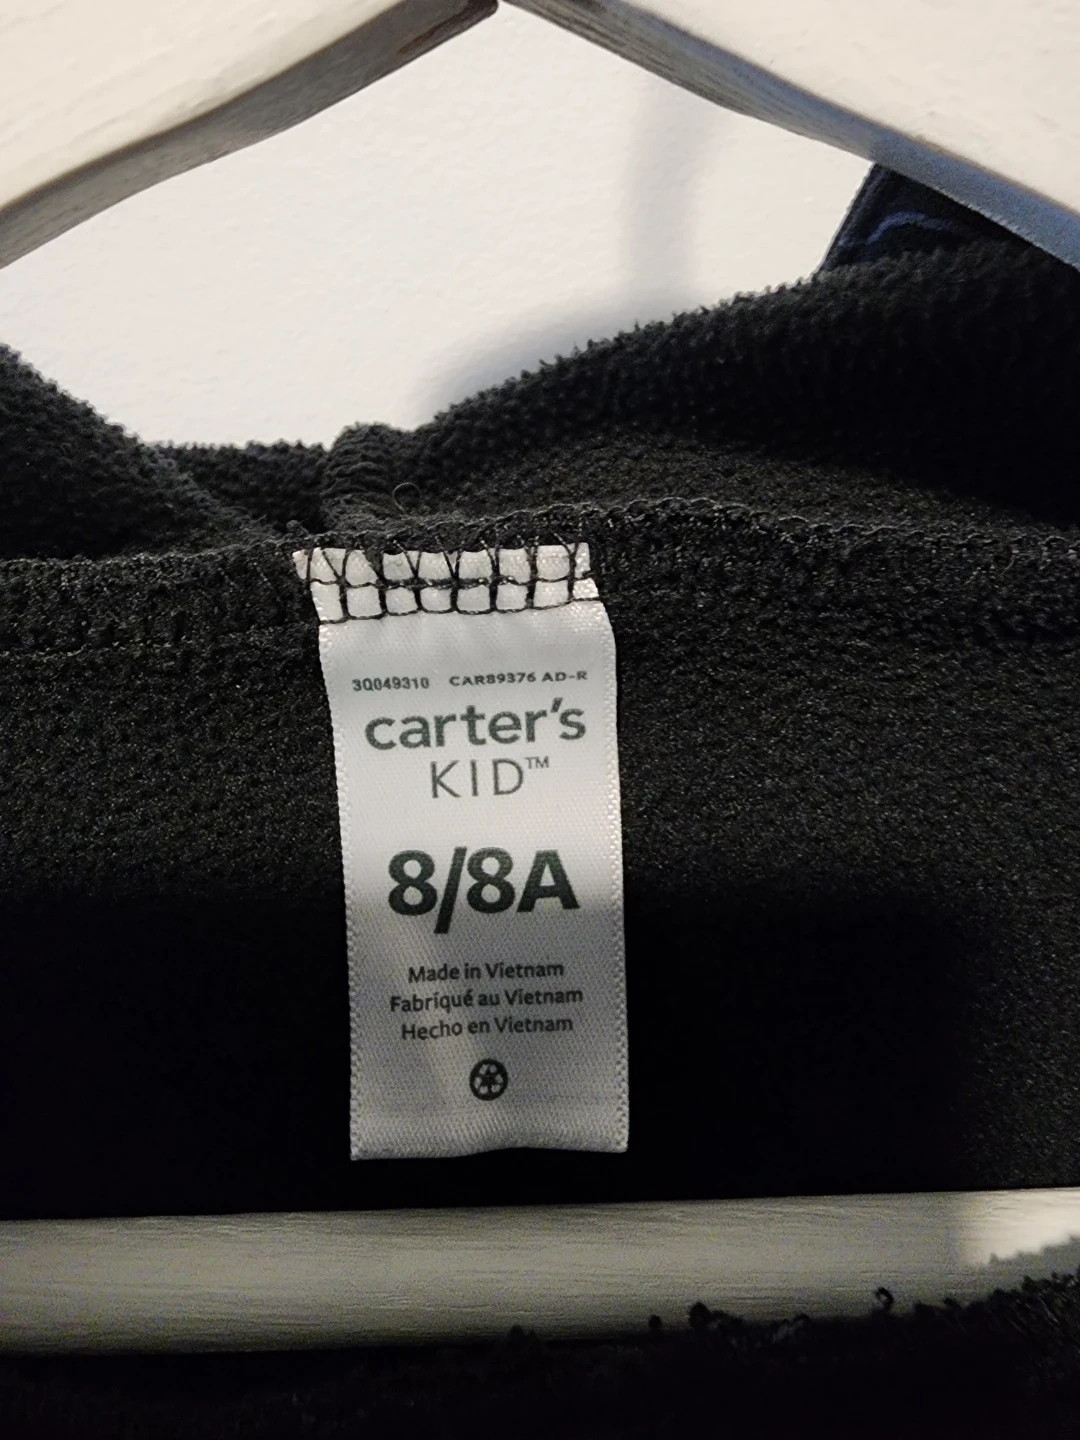 3Q049310 CAR89376 AD-R
carter's
KID™
8/8A
Made in Vietnam
Fabriqué au Vietnam
Hecho en Vietnam